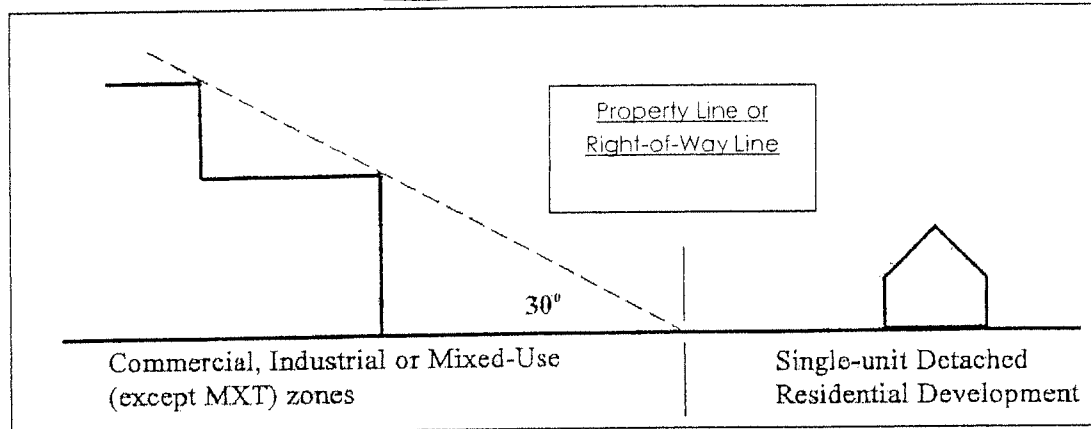 Property Line or
Right-of-Way Line
30⁰
Commercial, Industrial or Mixed-Use
(except MXT) zones
Single-unit Detached
Residential Development